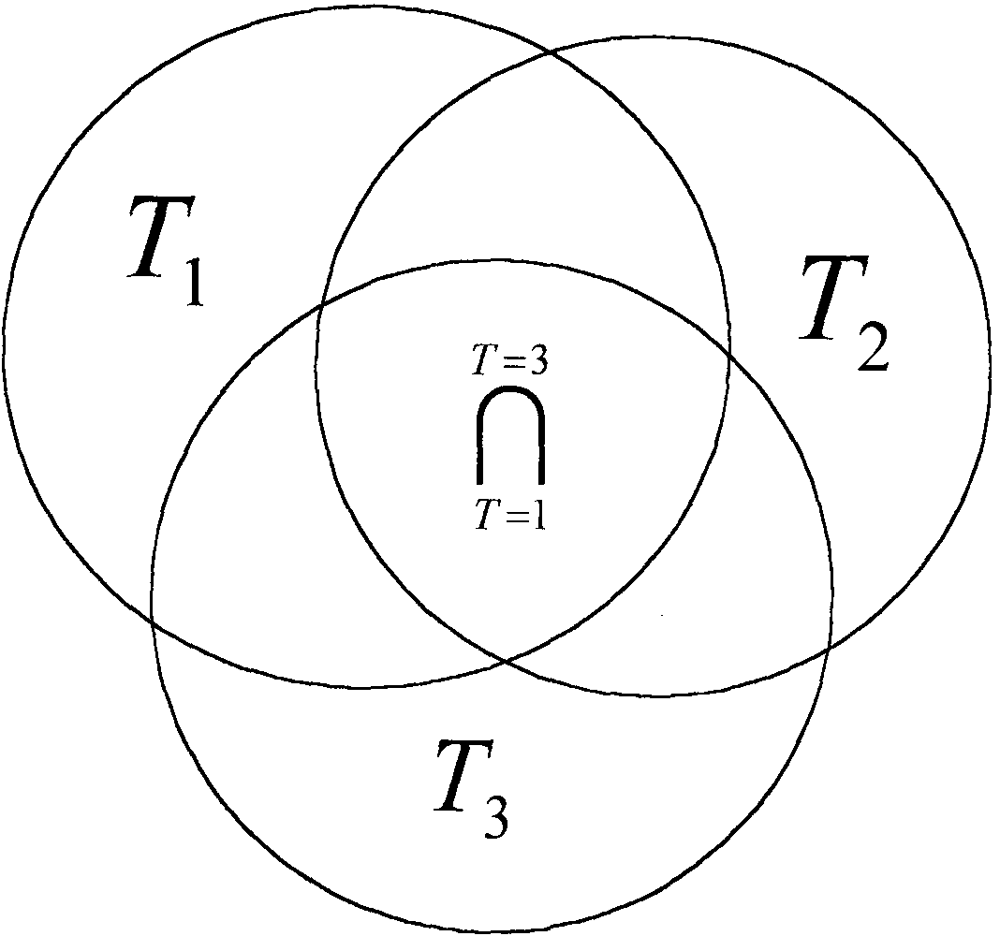 T₁
T₂
T=3
⋂
T=1
T₃